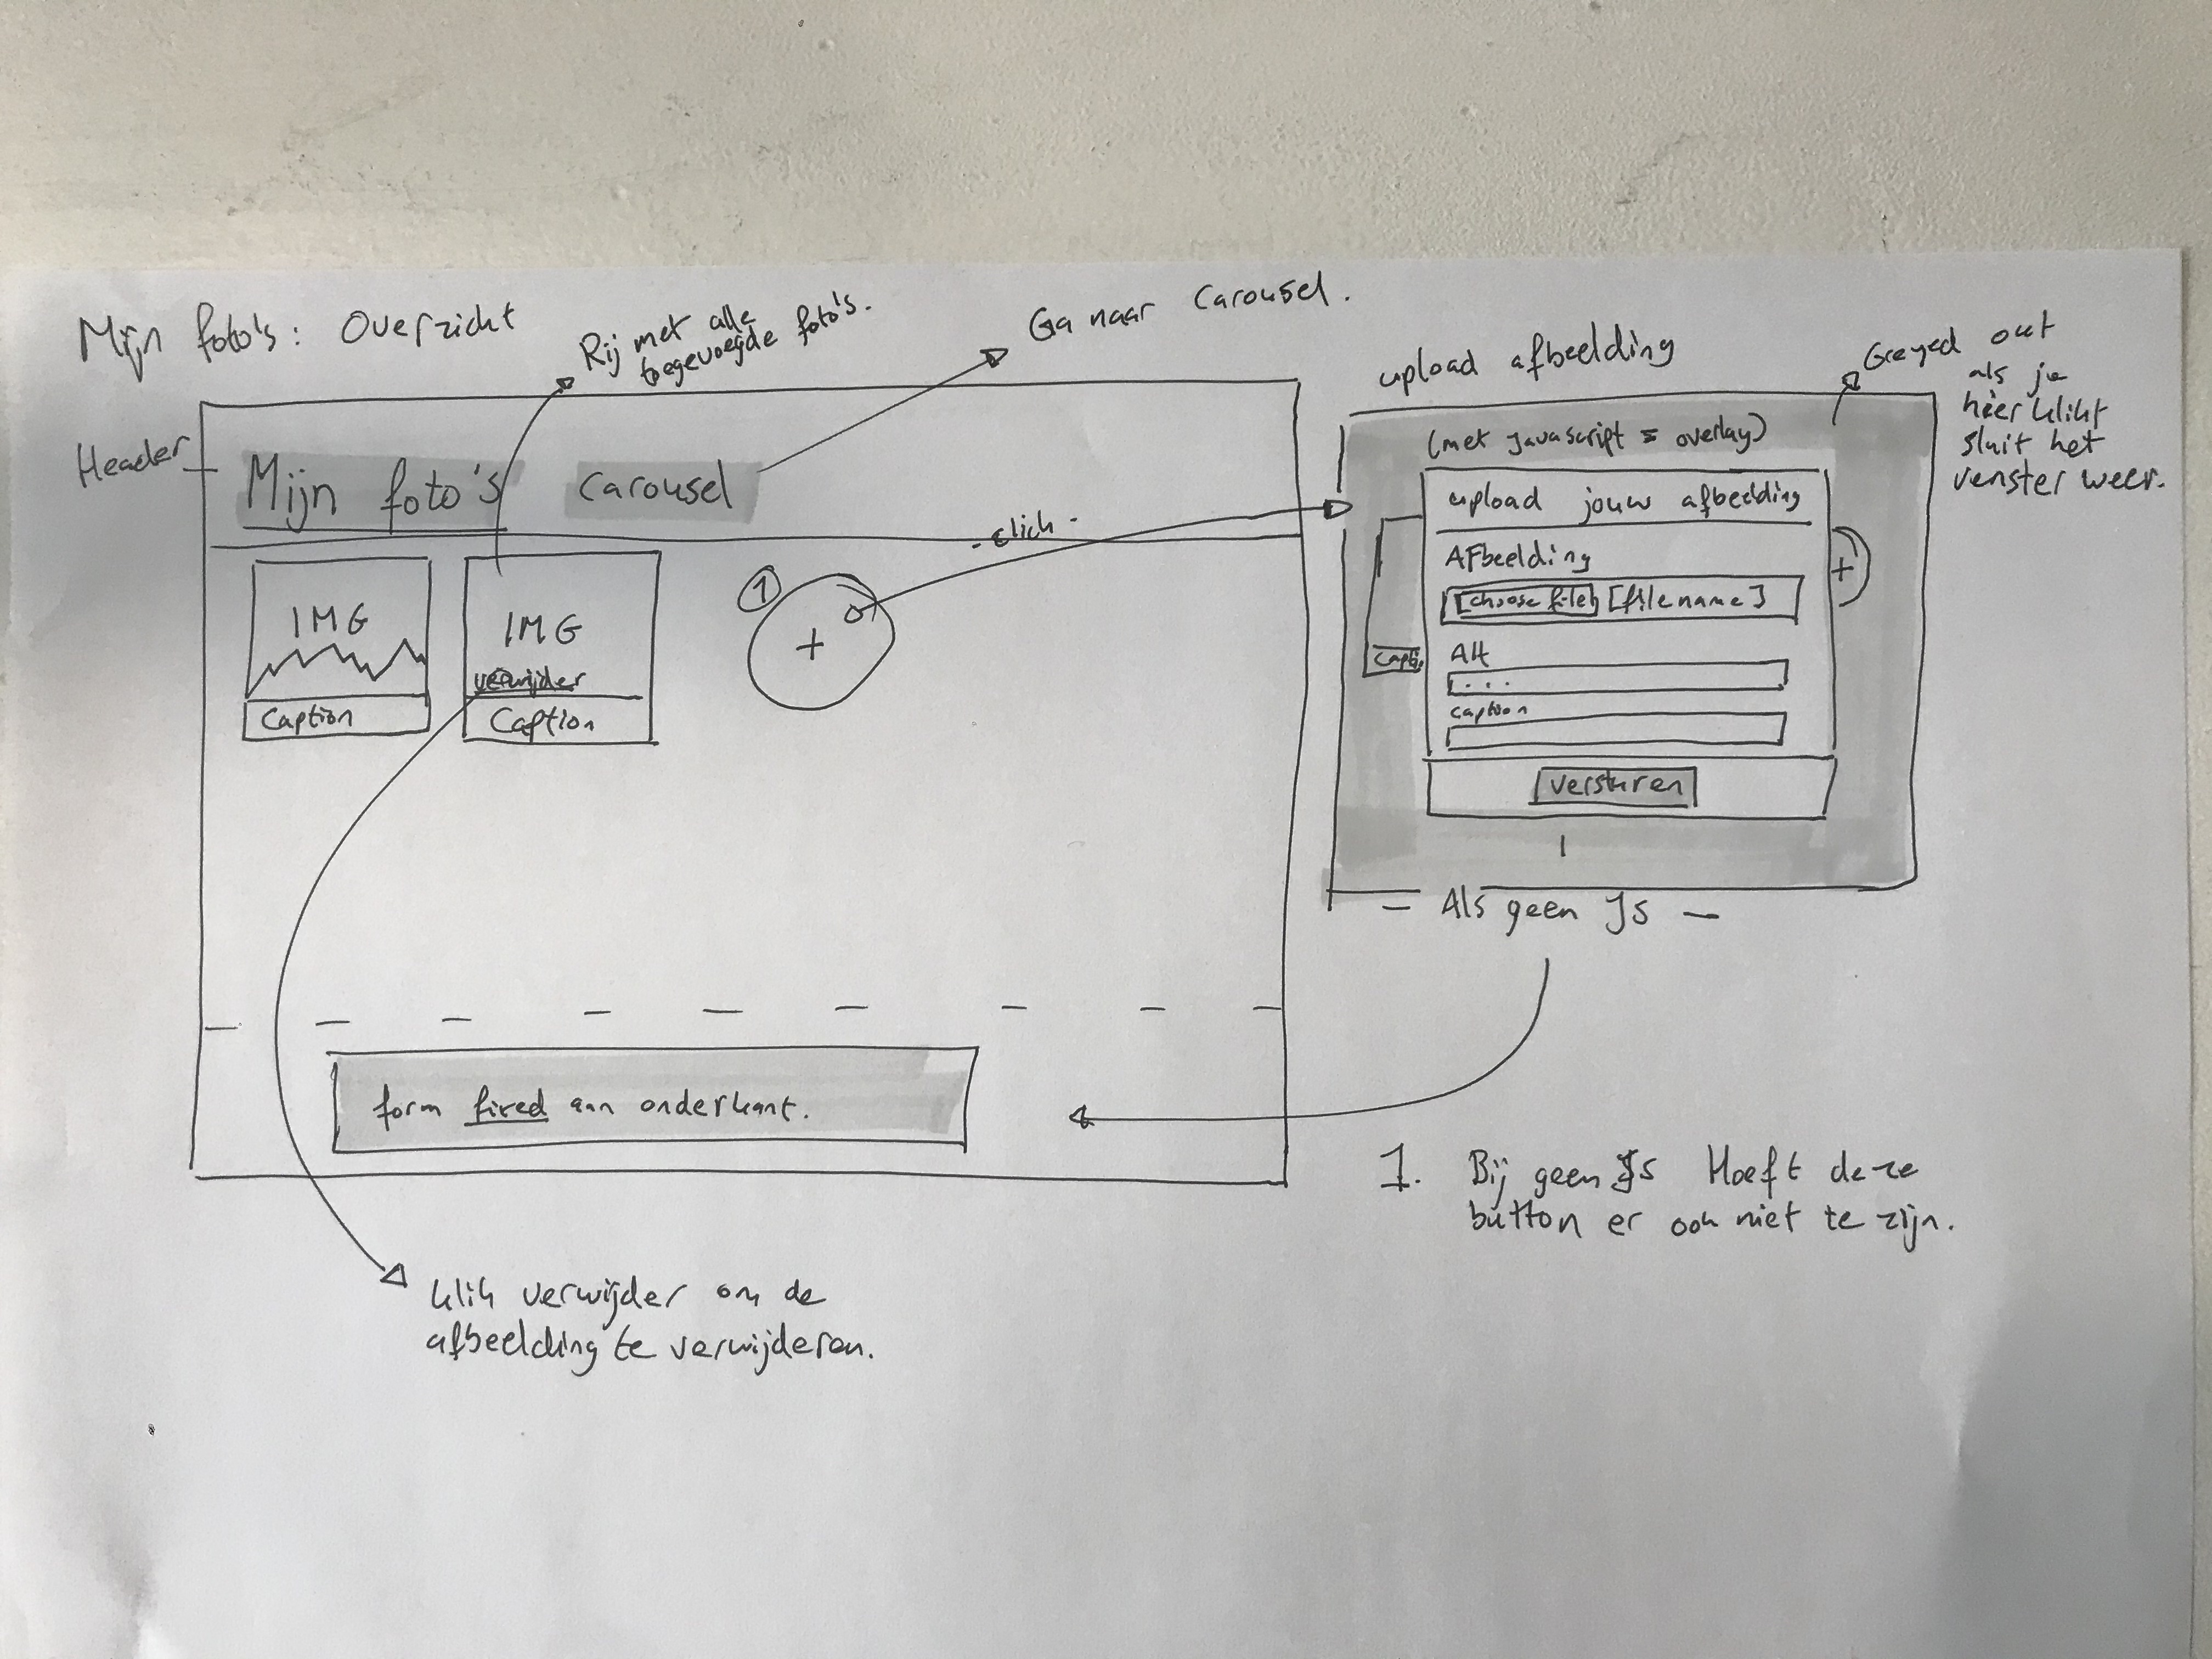 Mijn foto's: Overzicht
Rij met alle
toegevoegde foto's.
Ga naar Carousel.
Header
Mijn foto's
Carousel
IMG
Caption
IMG
verwijder
Caption
1
+
- click -
form fixed aan onderkant.
klik verwijder om de
afbeelding te verwijderen.
upload afbeelding
Greyed out
als je
hier klikt
sluit het
venster weer.
(met Javascript = overlay)
upload jouw afbeelding
AFbeelding
[choose file] [filename]
Alt
...
caption
versturen
Capti
+
- Als geen JS -
1. Bij geen JS Hoeft deze
button er ook niet te zijn.